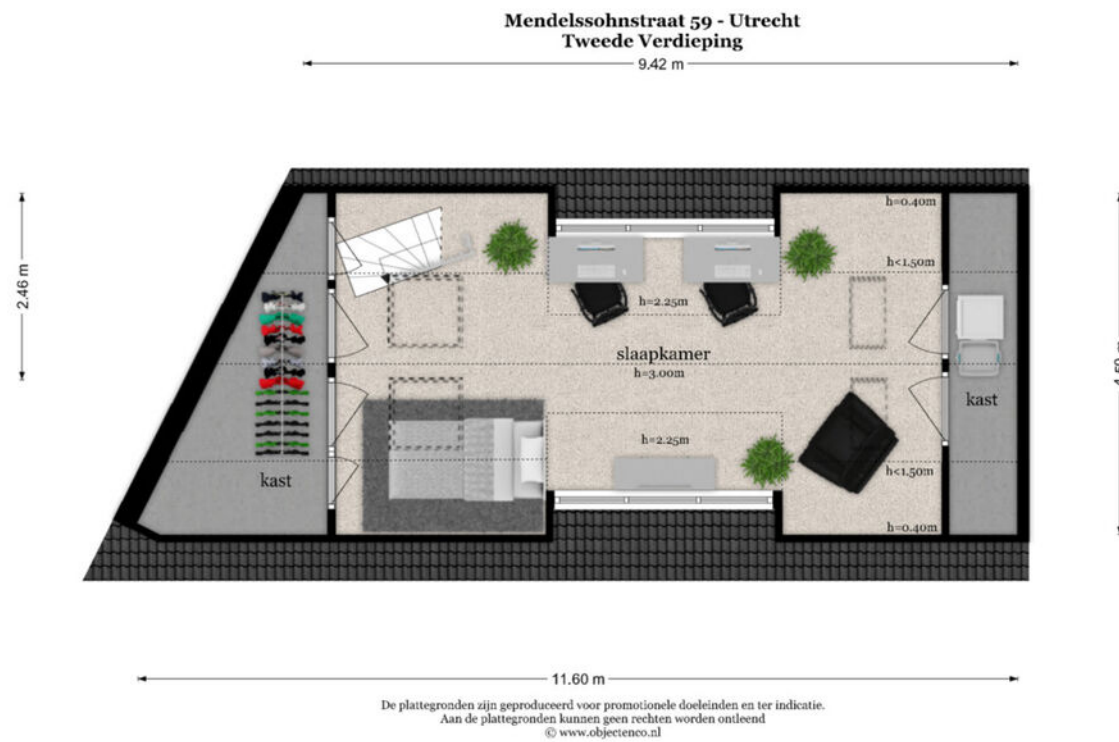 Mendelssohnstraat 59 - Utrecht
Tweede Verdieping
9.42 m
2.46 m
h=0.40m
h<1.50m
h=2.25m
slaapkamer
h=3.00m
kast
h=2.25m
h<1.50m
kast
h=0.40m
11.60 m
De plattegronden zijn geproduceerd voor promotionele doeleinden en ter indicatie.
Aan de plattegronden kunnen geen rechten worden ontleend
© www.objectenco.nl